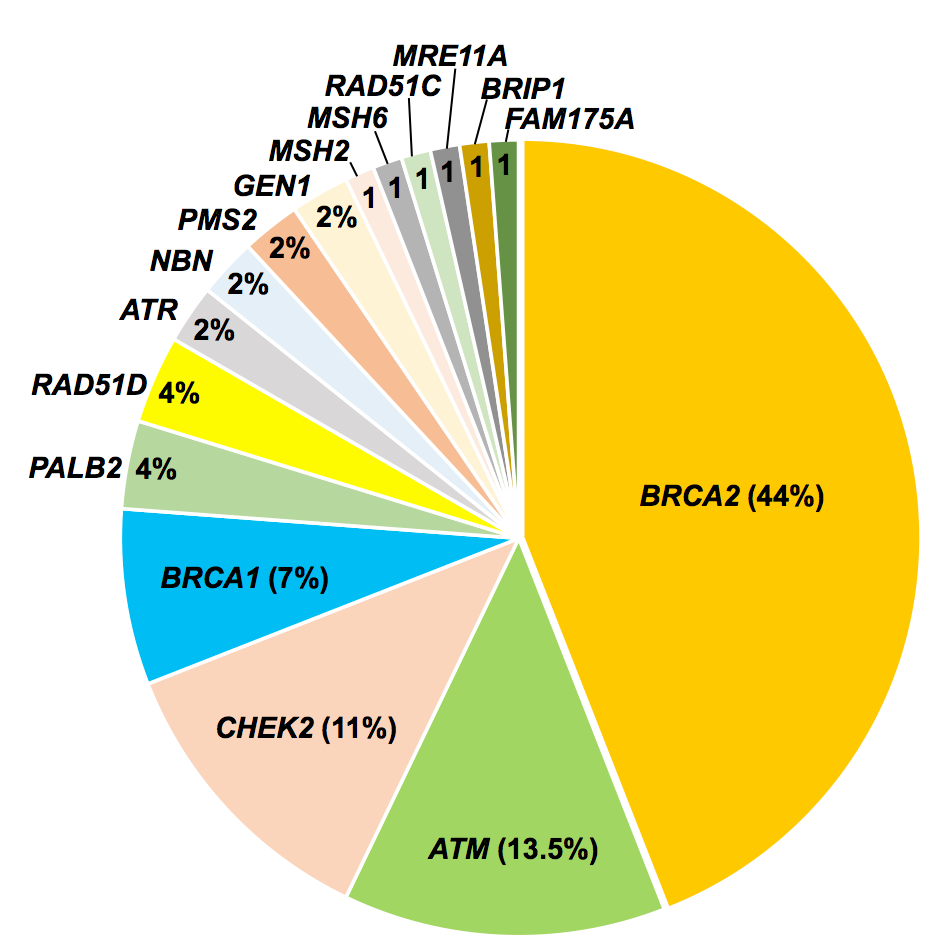 MRE11A
RAD51C
BRIP1
MSH6
FAM175A
MSH2
GEN1
PMS2
NBN
ATR
RAD51D
PALB2
1
1
1
1
1
1
2%
2%
2%
2%
4%
4%
BRCA2 (44%)
BRCA1 (7%)
CHEK2 (11%)
ATM (13.5%)